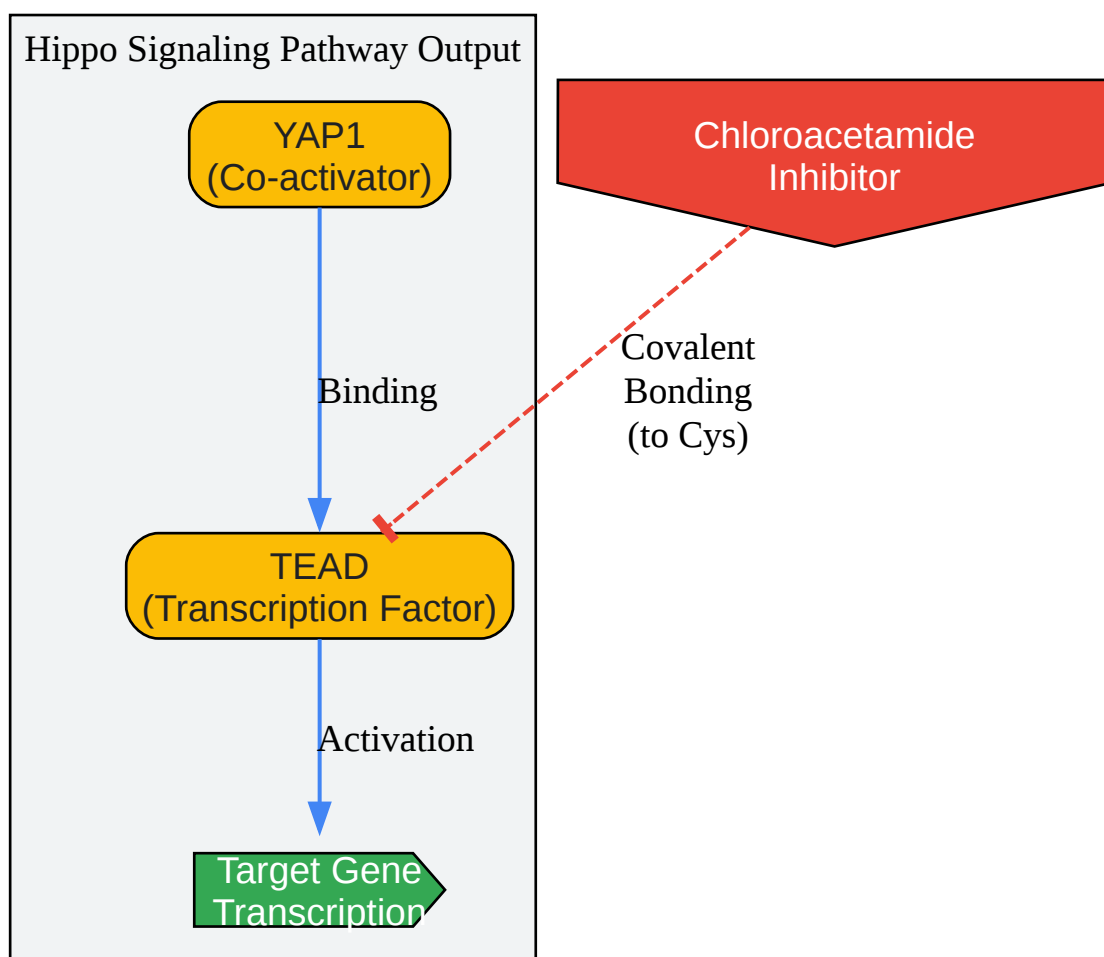 Hippo Signaling Pathway Output
YAP1
(Co-activator)
Chloroacetamide
Inhibitor
Covalent
Bonding
(to Cys)
Binding
TEAD
(Transcription Factor)
Activation
Target Gene
Transcription